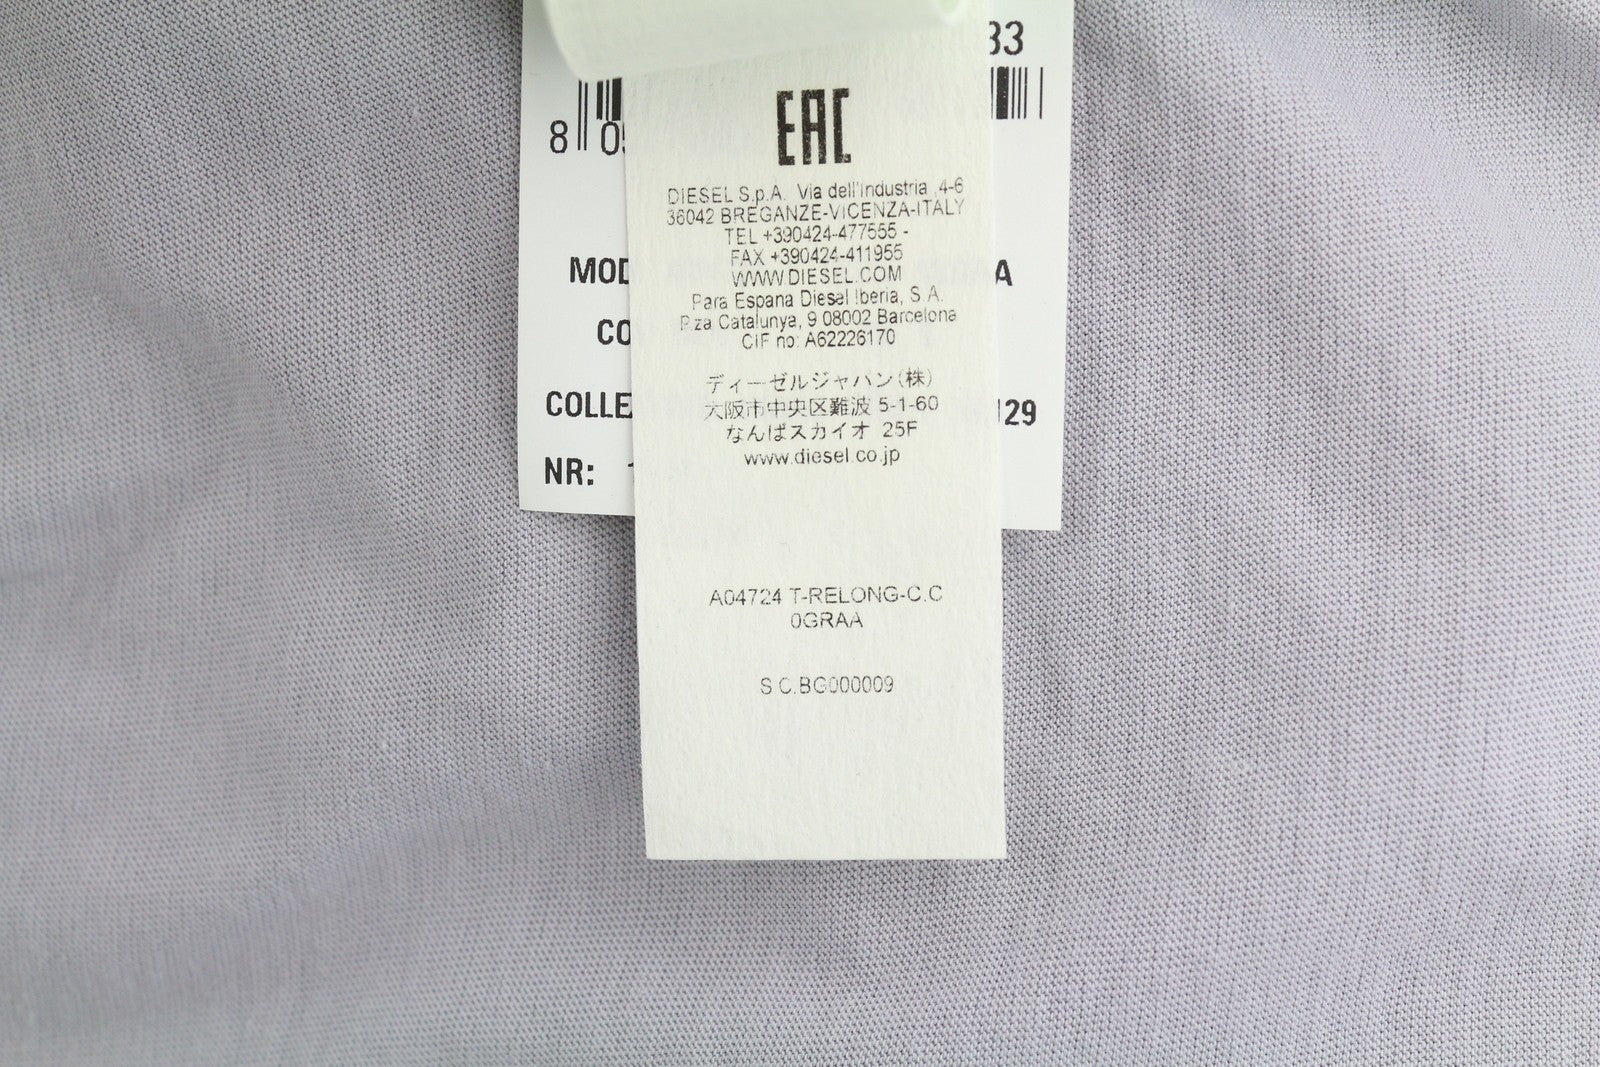 33
8 05
MOD
A
CO
COLLE
129
NR:
EAC
DIESEL S.p.A. Via dell'Industria ,4-6
36042 BREGANZE-VICENZA-ITALY
TEL +390424-477555 -
FAX +390424-411955
WWW.DIESEL.COM
Para Espana Diesel Iberia, S.A.
P.za Catalunya, 9 08002 Barcelona
CIF no: A62226170
ディーゼルジャパン(株)
大阪市中央区難波 5-1-60
なんばスカイオ 25F
www.diesel.co.jp
A04724 T-RELONG-C.C
0GRAA
S.C.BG000009